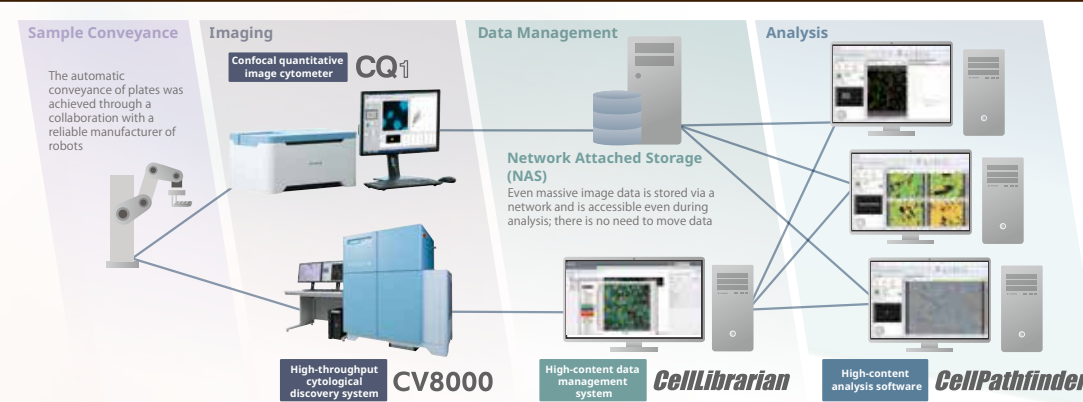 Sample Conveyance
The automatic
conveyance of plates was
achieved through a
collaboration with a
reliable manufacturer of
robots
Imaging
Confocal quantitative
image cytometer
CQ1
High-throughput
cytological
discovery system
CV8000
Data Management
Network Attached Storage
(NAS)
Even massive image data is stored via a
network and is accessible even during
analysis; there is no need to move data
High-content data
management
system
CellLibrarian
Analysis
High-content
analysis software
CellPathfinder